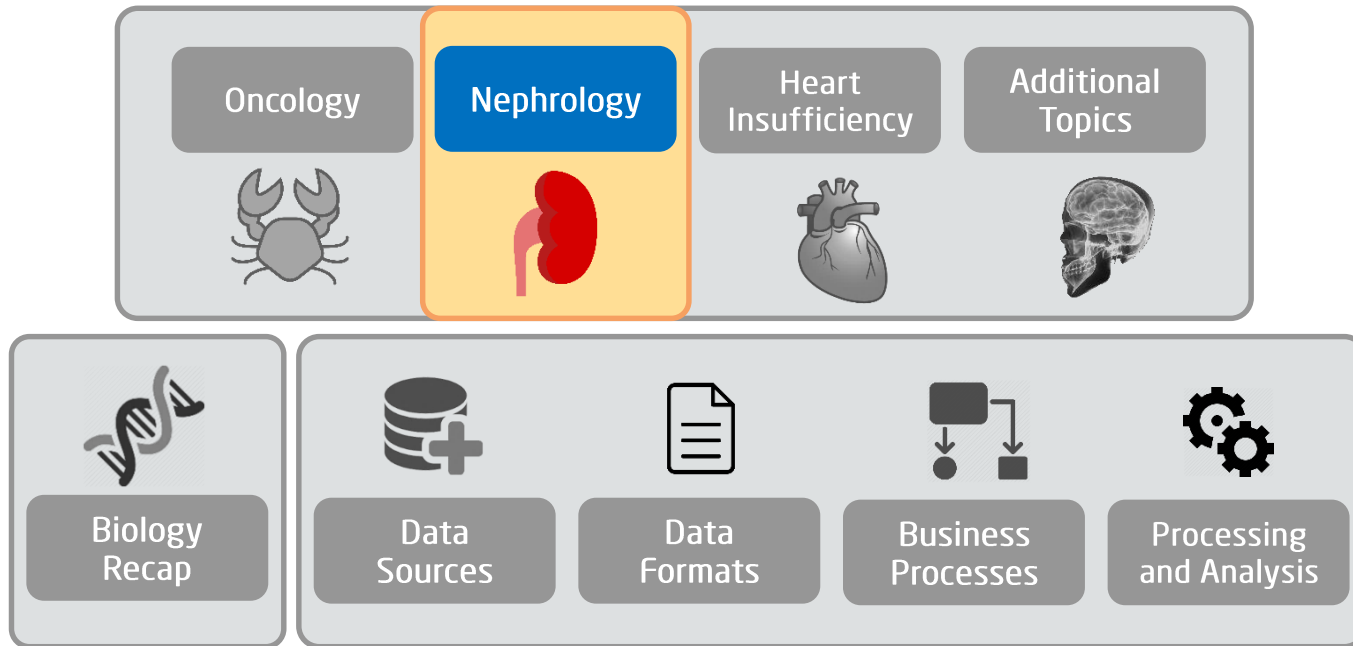 Oncology
Nephrology
Heart
Insufficiency
Additional
Topics
Biology
Recap
Data
Sources
Data
Formats
Business
Processes
Processing
and Analysis